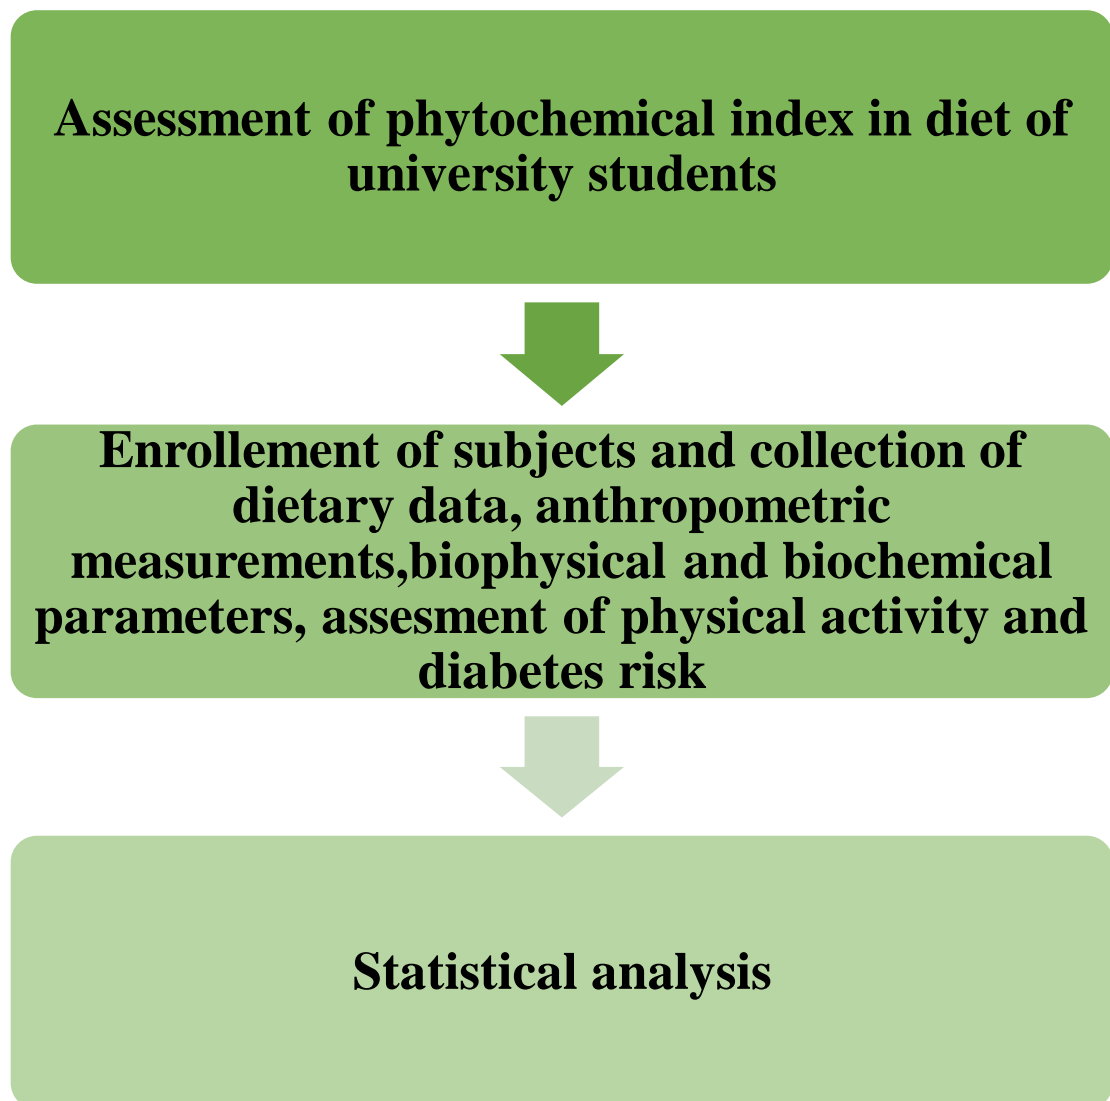 Assessment of phytochemical index in diet of
university students
Enrollement of subjects and collection of
dietary data, anthropometric
measurements,biophysical and biochemical
parameters, assesment of physical activity and
diabetes risk
Statistical analysis